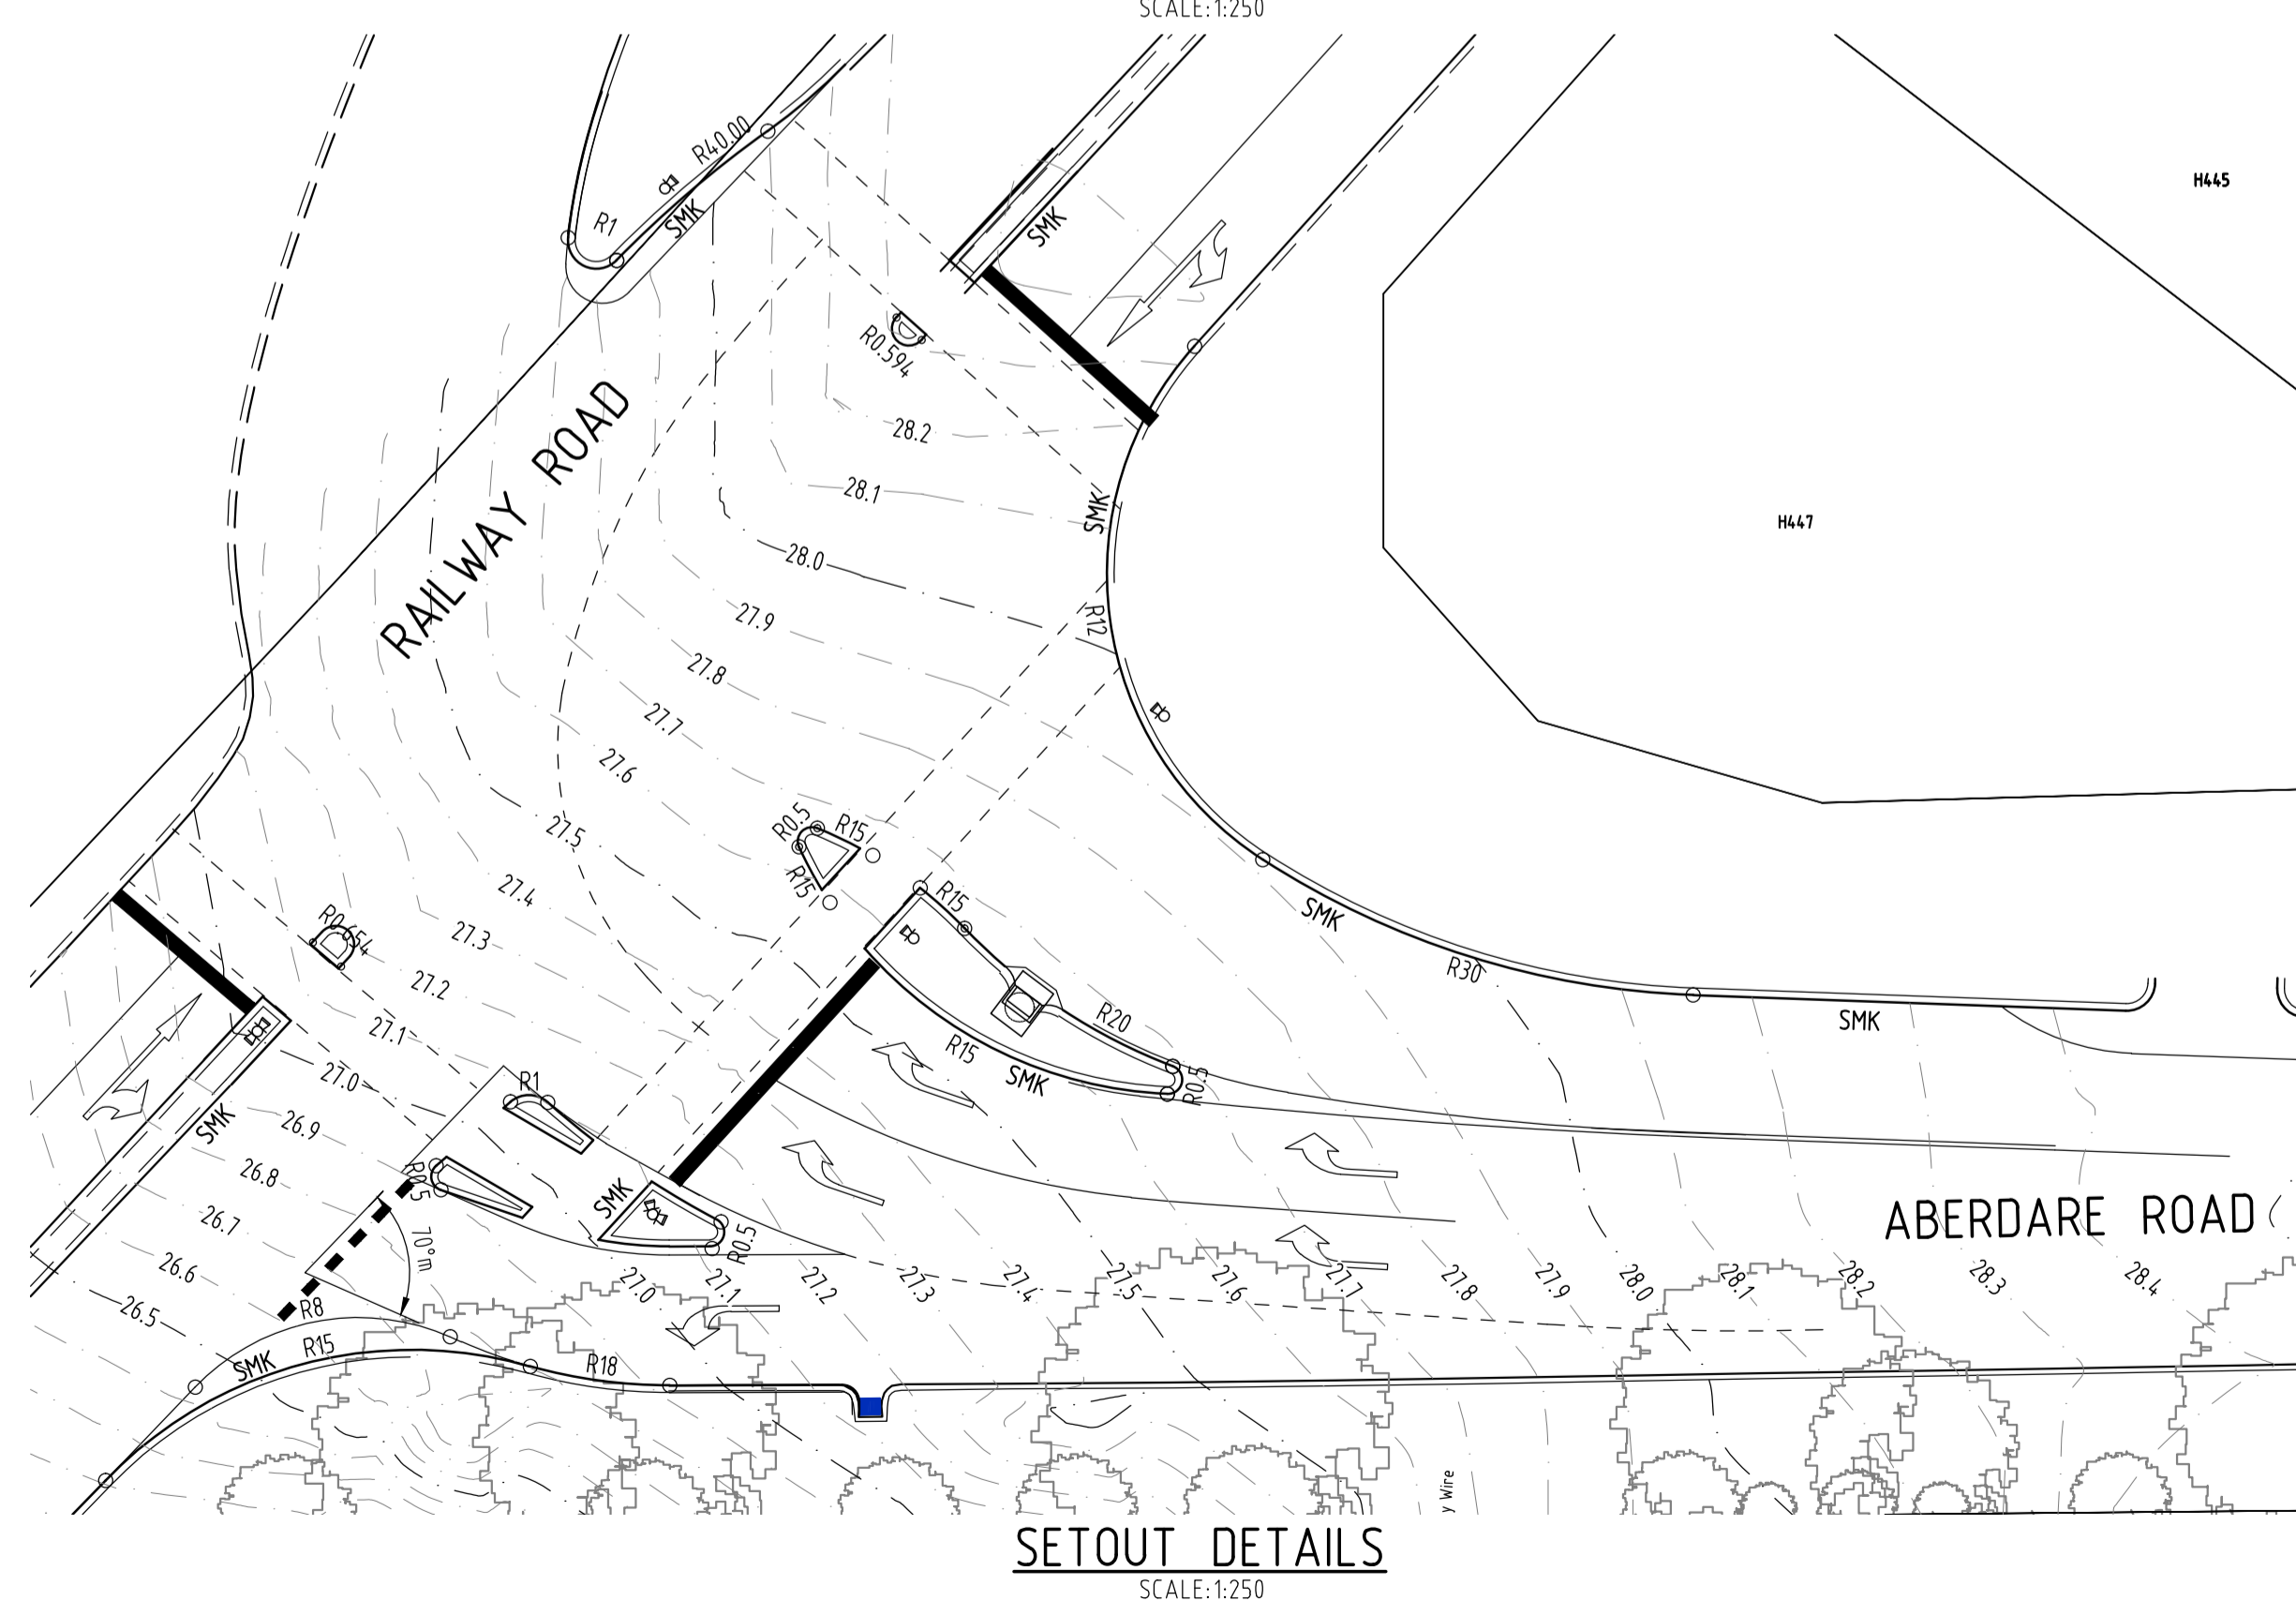 SCALE:1:250
H445
R40.00
R1
SMK
SMK
R0.594
28.2
RAILWAY ROAD
28.1
SMK
H447
28.0
R12
27.9
27.8
27.7
27.6
27.5
R0.5
R15
R15
27.4
R15
SMK
R0.654
27.3
R30
27.2
SMK
27.1
R20
R15
27.0
SMK
R1
R0.5
SMK
26.9
26.8
R0.5
SMK
26.7
70°m
R0.5
ABERDARE ROAD
26.6
26.5
R8
27.0
27.1
27.2
27.3
27.4
27.5
27.6
27.7
27.8
27.9
28.0
28.1
28.2
28.3
28.4
SMK
R15
R18
y Wire
SETOUT DETAILS
SCALE:1:250